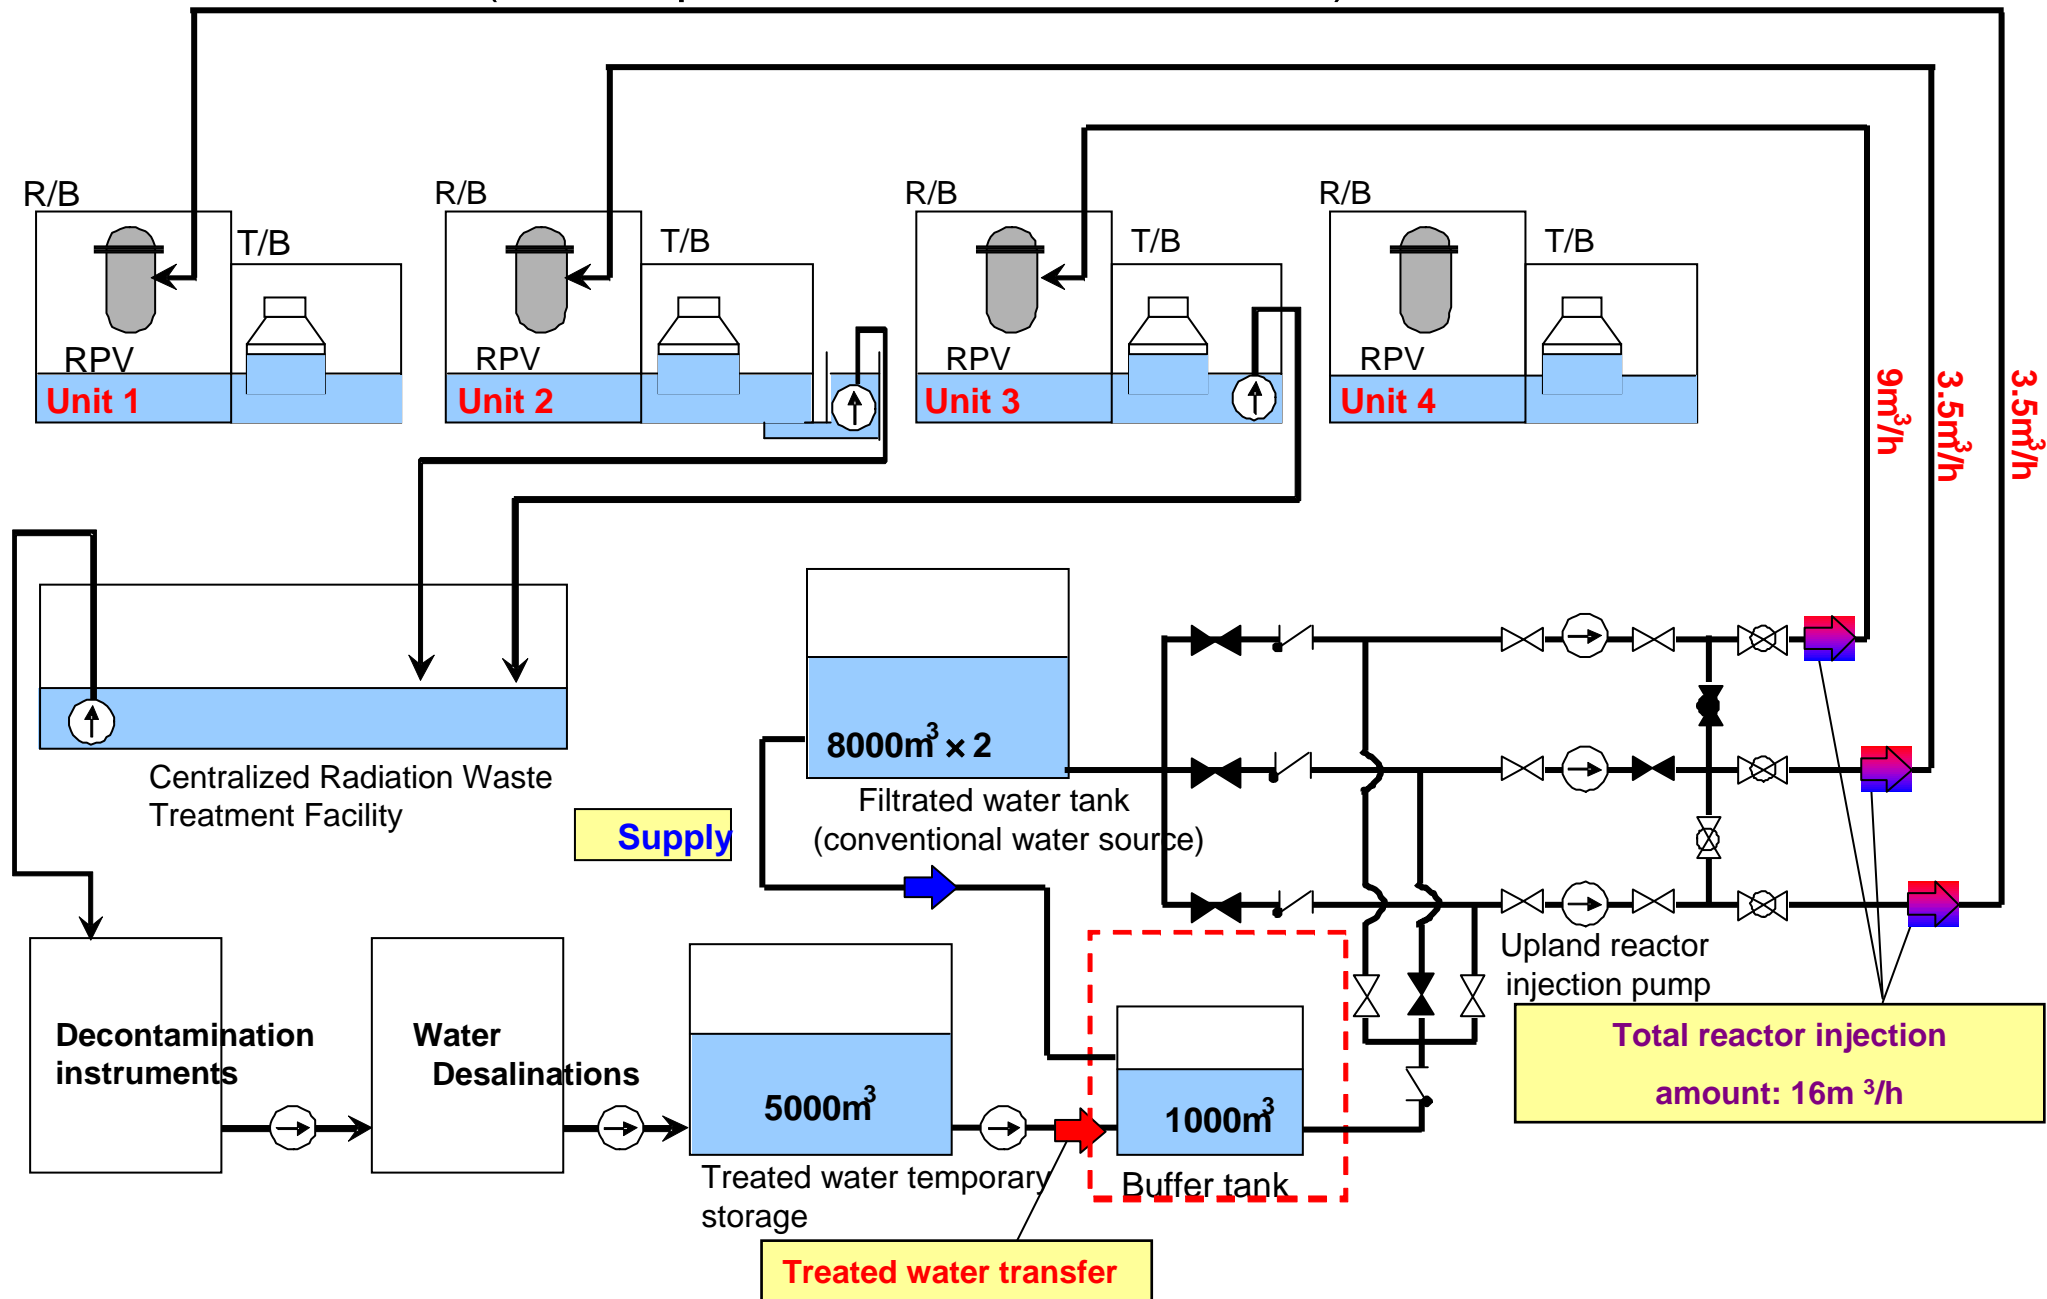 R/B
R/B
R/B
R/B
T/B
T/B
T/B
T/B
RPV
RPV
RPV
RPV
Unit 1
Unit 2
Unit 3
Unit 4
9m³/h
3.5m³/h
3.5m³/h
8000m³ × 2
Centralized Radiation Waste
Treatment Facility
Filtrated water tank
(conventional water source)
Supply
Upland reactor
injection pump
Decontamination
instruments
Water
Desalinations
5000m³
1000m³
Total reactor injection
amount: 16m ³/h
Treated water temporary
storage
Buffer tank
Treated water transfer